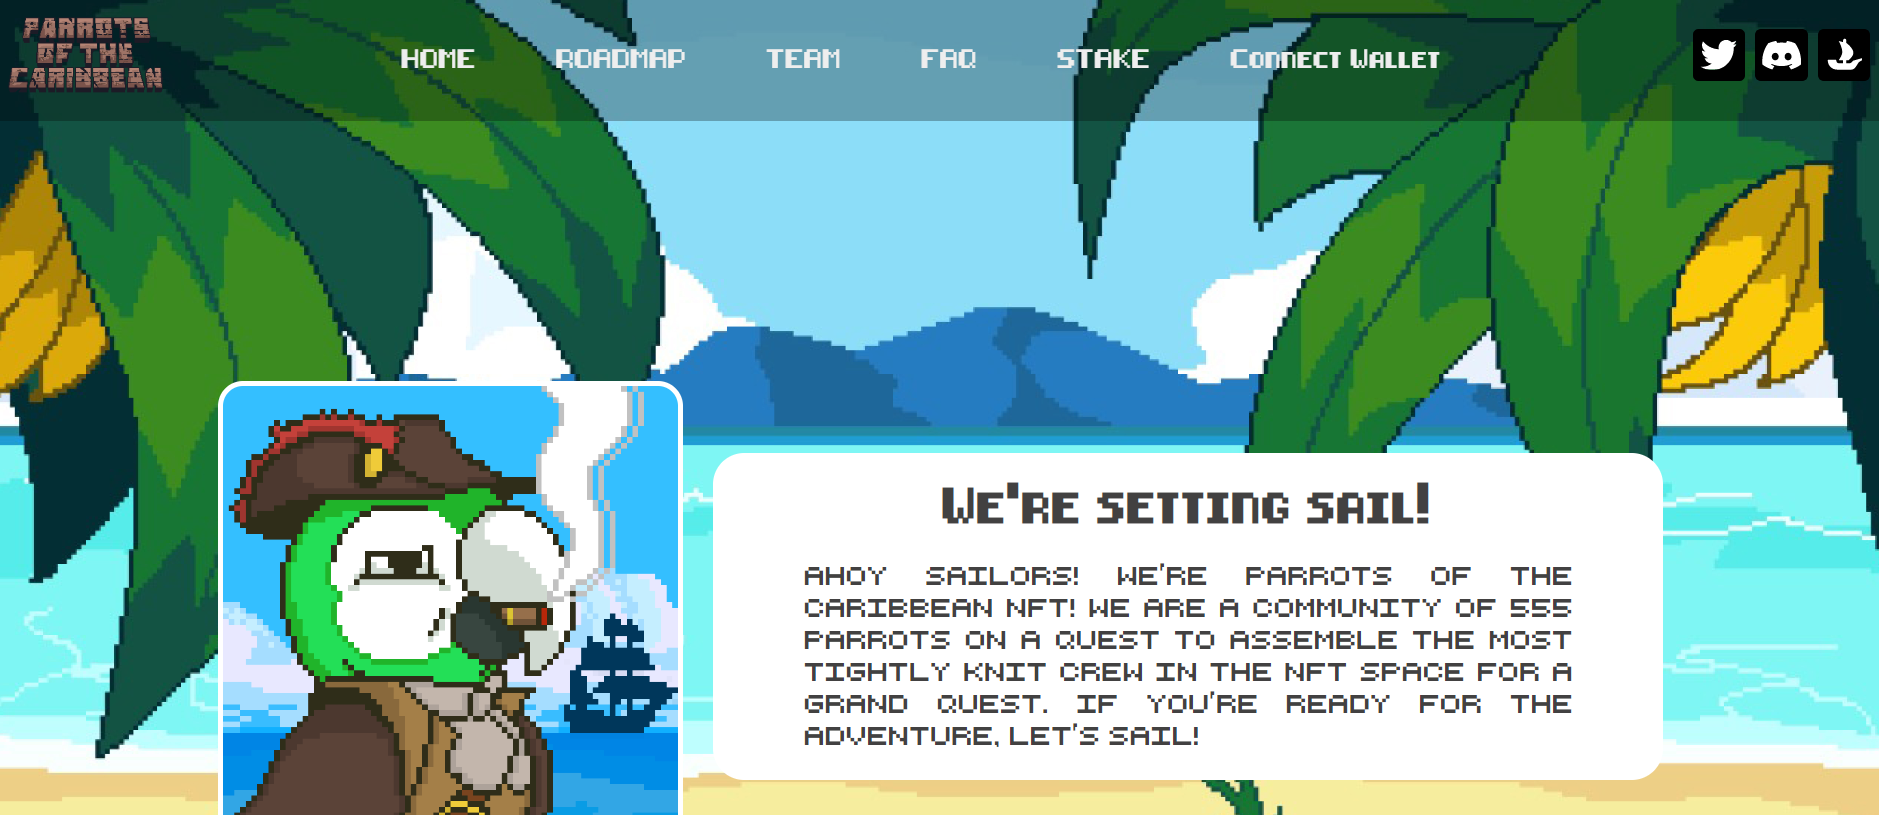 PARROTS
OF THE
CARIBBEAN
HOME ROADMAP TEAM FAQ STAKE Connect Wallet
We're setting sail!
AHOY SAILORS! WE'RE PARROTS OF THE
CARIBBEAN NFT! WE ARE A COMMUNITY OF 555
PARROTS ON A QUEST TO ASSEMBLE THE MOST
TIGHTLY KNIT CREW IN THE NFT SPACE FOR A
GRAND QUEST. IF YOU'RE READY FOR THE
ADVENTURE, LET'S SAIL!